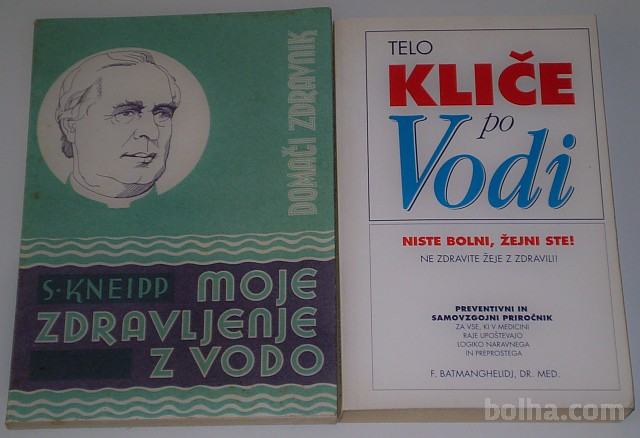 DOMAČI ZDRAVNIK
S. KNEIPP MOJE
ZDRAVLJENJE
Z VODO
TELO
KLIČE
po
Vodi
NISTE BOLNI, ŽEJNI STE!
NE ZDRAVITE ŽEJE Z ZDRAVILI!
PREVENTIVNI IN
SAMOVZGOJNI PRIROČNIK
ZA VSE, KI V MEDICINI
RAJE UPOŠTEVAJO
LOGIKO NARAVNEGA
IN PREPROSTEGA
F. BATMANGHELIDJ, DR. MED.
bolha.com